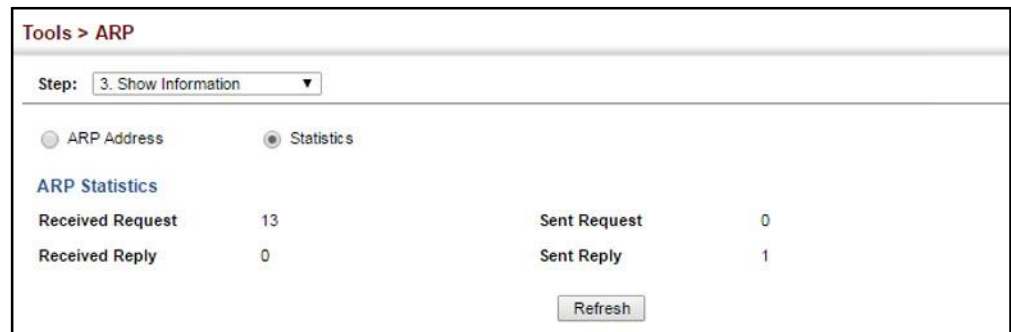 Tools > ARP
Step: 3. Show Information
ARP Address Statistics
ARP Statistics
Received Request 13 Sent Request 0
Received Reply 0 Sent Reply 1
Refresh